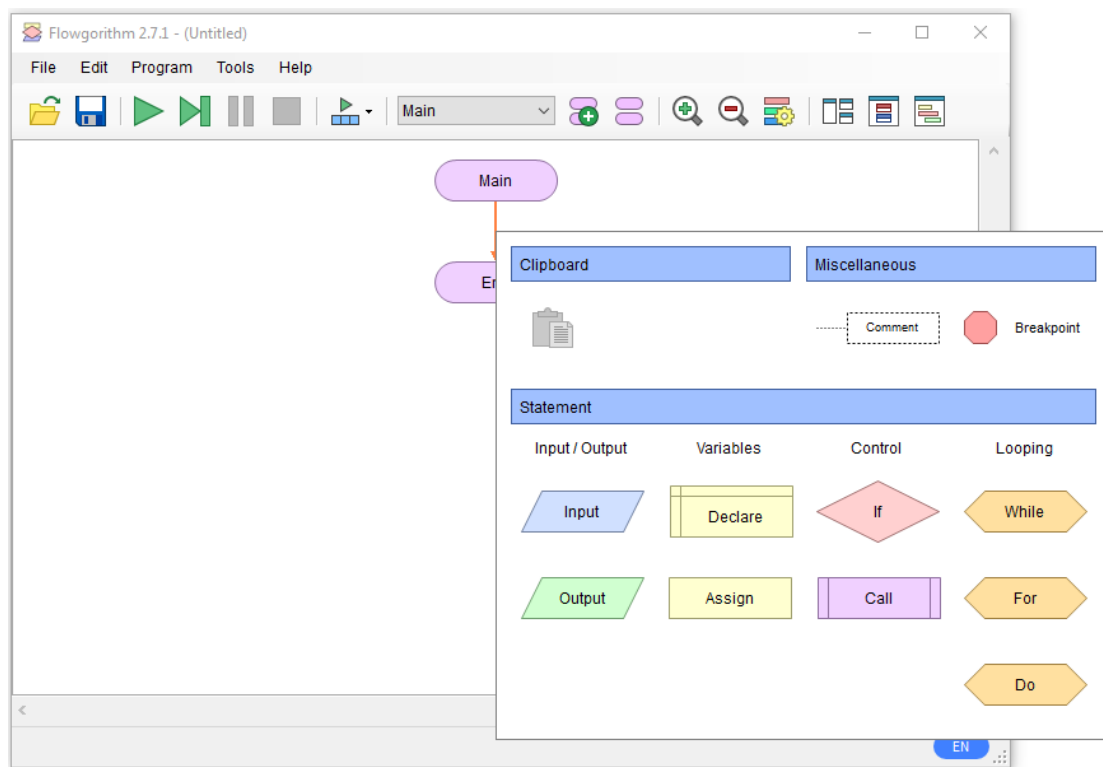 Flowgorithm 2.7.1 - (Untitled)
File Edit Program Tools Help
Main
Main
Clipboard Miscellaneous
Comment Breakpoint
Statement
Input / Output Variables Control Looping
Input Declare If While
Output Assign Call For
Do
EN